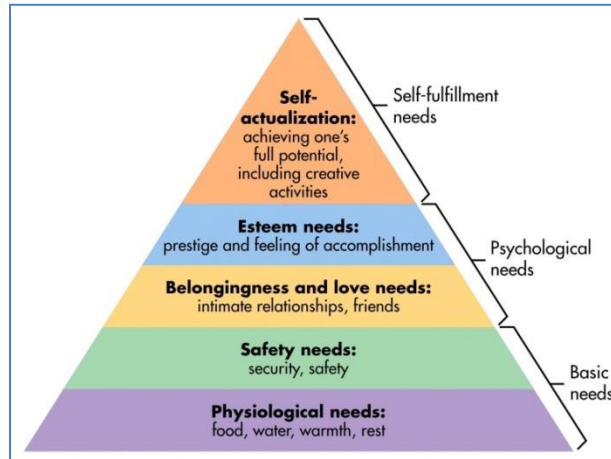 Self-
actualization:
achieving one's
full potential,
including creative
activities
Self-fulfillment
needs
Esteem needs:
prestige and feeling of accomplishment
Belongingness and love needs:
intimate relationships, friends
Psychological
needs
Safety needs:
security, safety
Physiological needs:
food, water, warmth, rest
Basic
needs